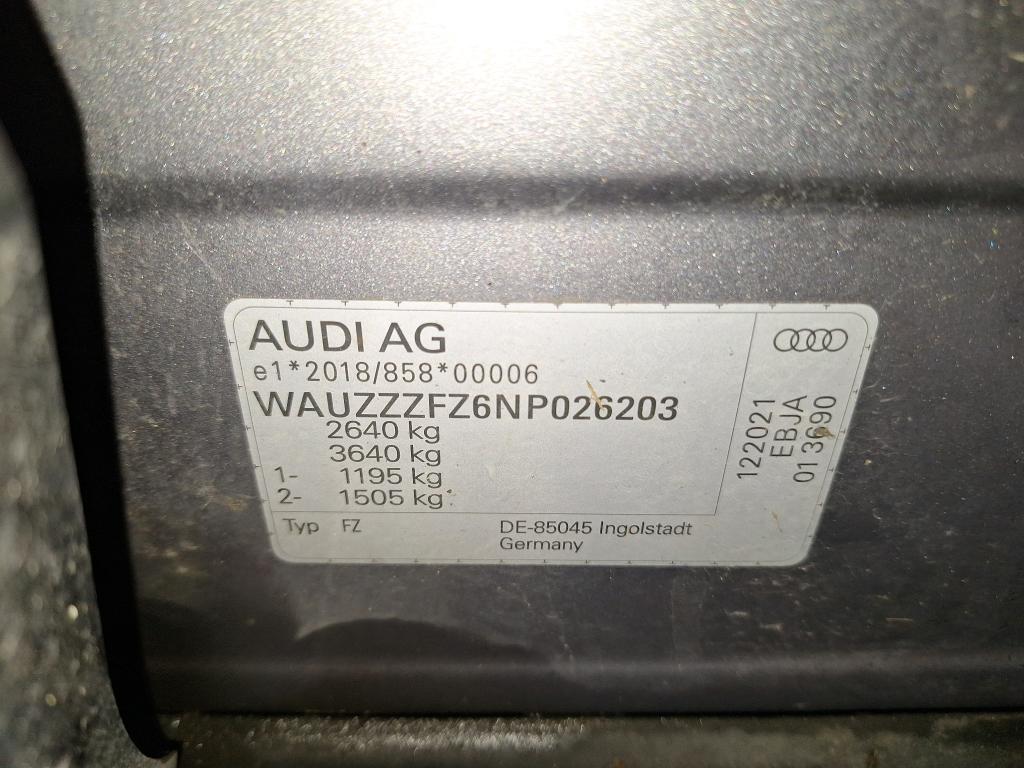 AUDI AG
e1*2018/858*00006
WAUZZZFZ6NP026203
2640 kg
3640 kg
1- 1195 kg
2- 1505 kg
Typ FZ
DE-85045 Ingolstadt
Germany
122021
EBJA
013690